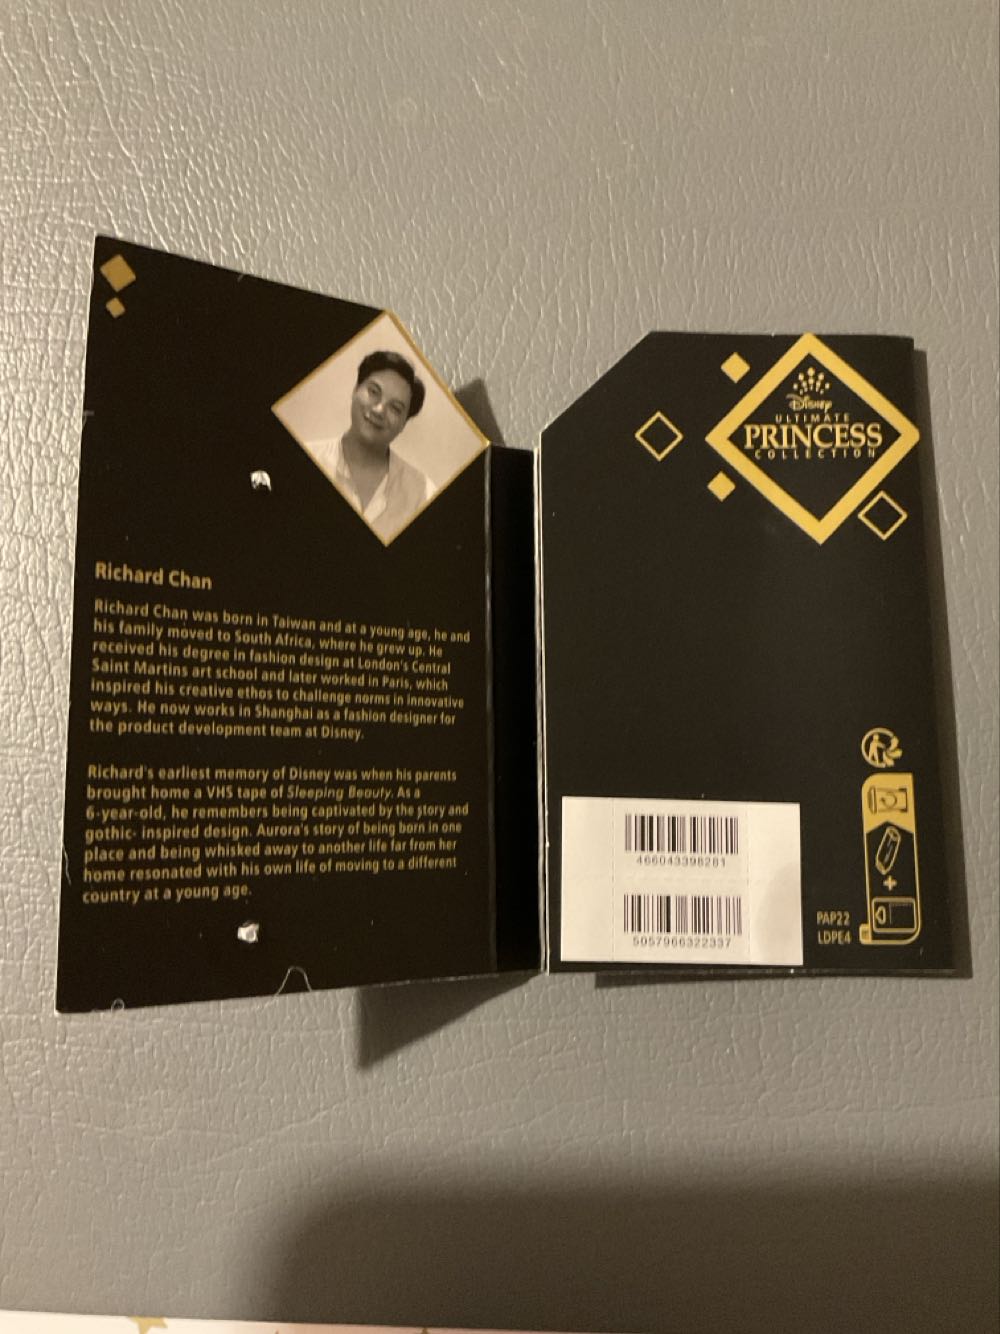 Richard Chan
Richard Chan was born in Taiwan and at a young age, he and
his family moved to South Africa, where he grew up. He
received his degree in fashion design at London's Central
Saint Martins art school and later worked in Paris, which
inspired his creative ethos to challenge norms in innovative
ways. He now works in Shanghai as a fashion designer for
the product development team at Disney.
Richard's earliest memory of Disney was when his parents
brought home a VHS tape of Sleeping Beauty. As a
6-year-old, he remembers being captivated by the story and
gothic- inspired design. Aurora's story of being born in one
place and being whisked away to another life far from her
home resonated with his own life of moving to a different
country at a young age.
Disney
ULTIMATE
PRINCESS
COLLECTION
466043398281
5057966322337
PAP22
LDPE4